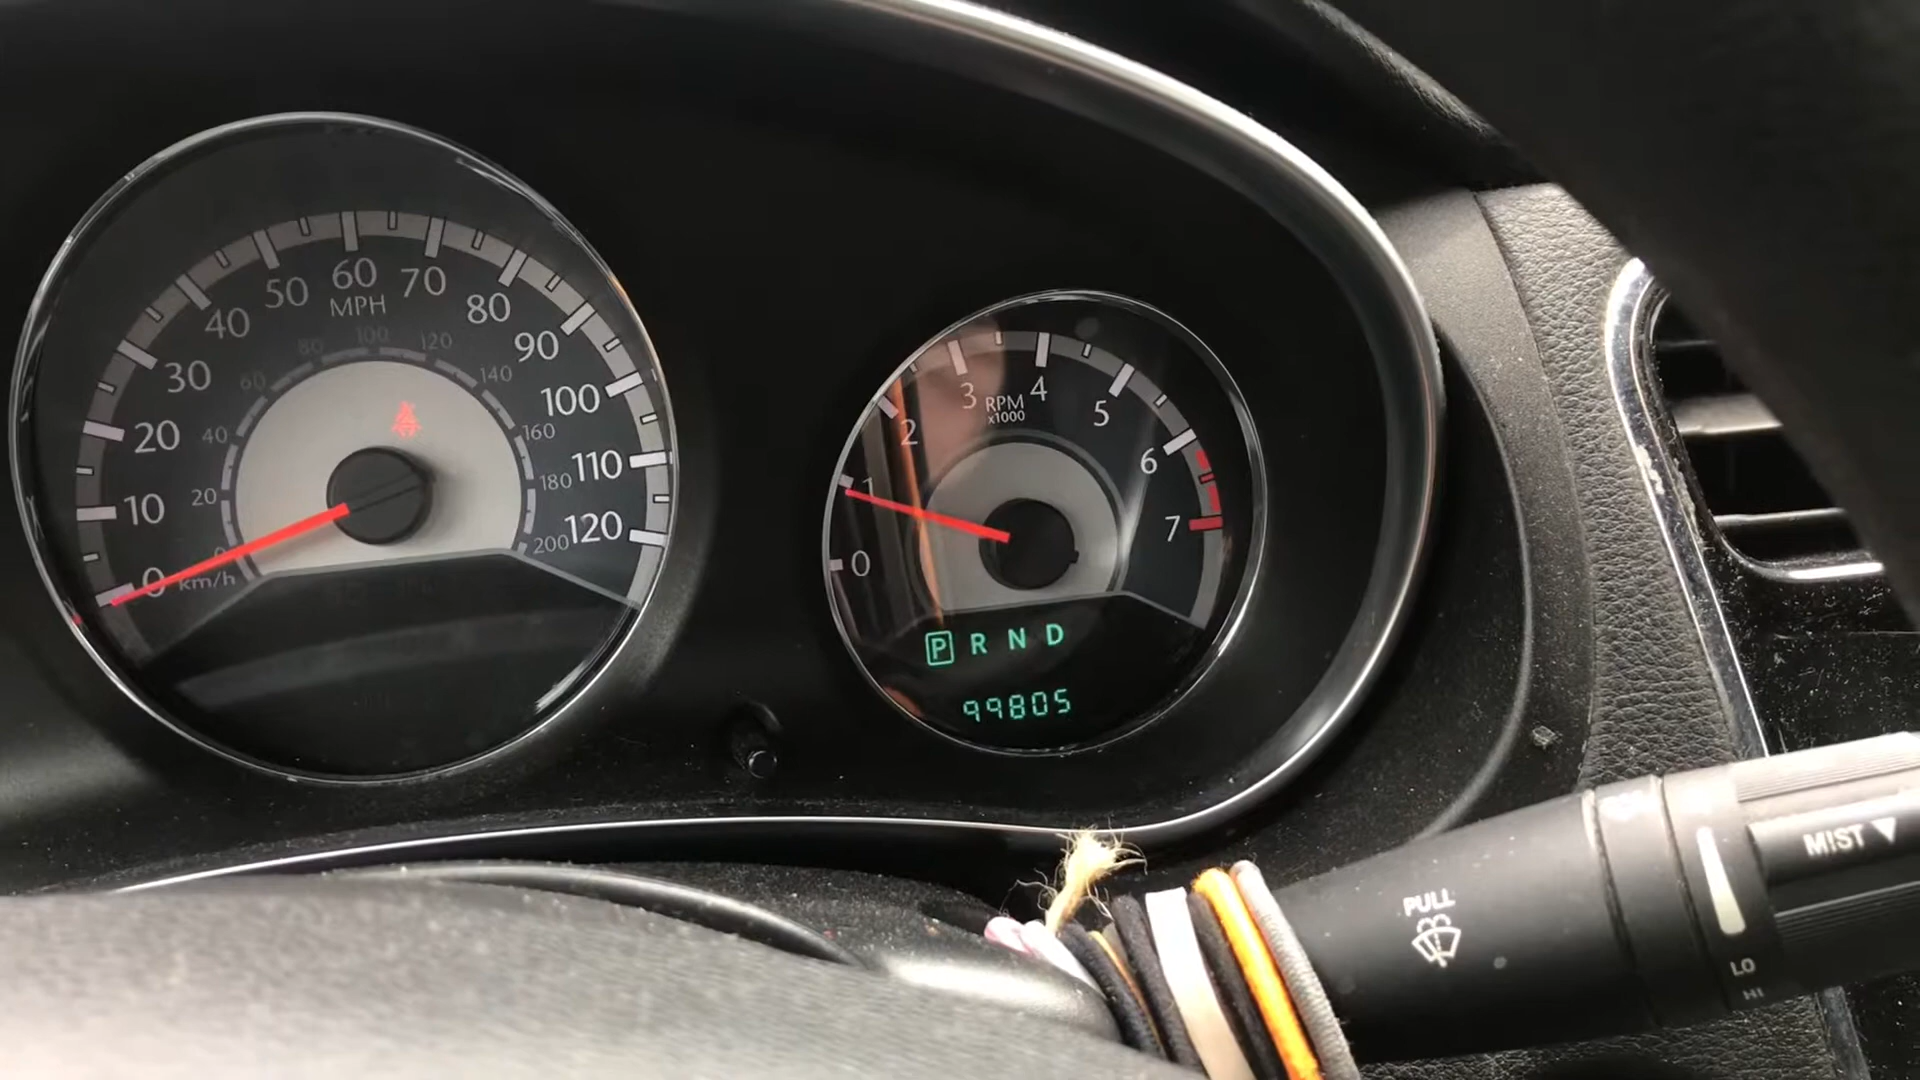 0 10 20 30 40 50 60 70 80 90 100 110 120
MPH
0 20 40 60 80 100 120 140 160 180 200
km/h
0 1 2 3 4 5 6 7
RPM
x1000
P R N D
99805
MIST
PULL
LO
HI